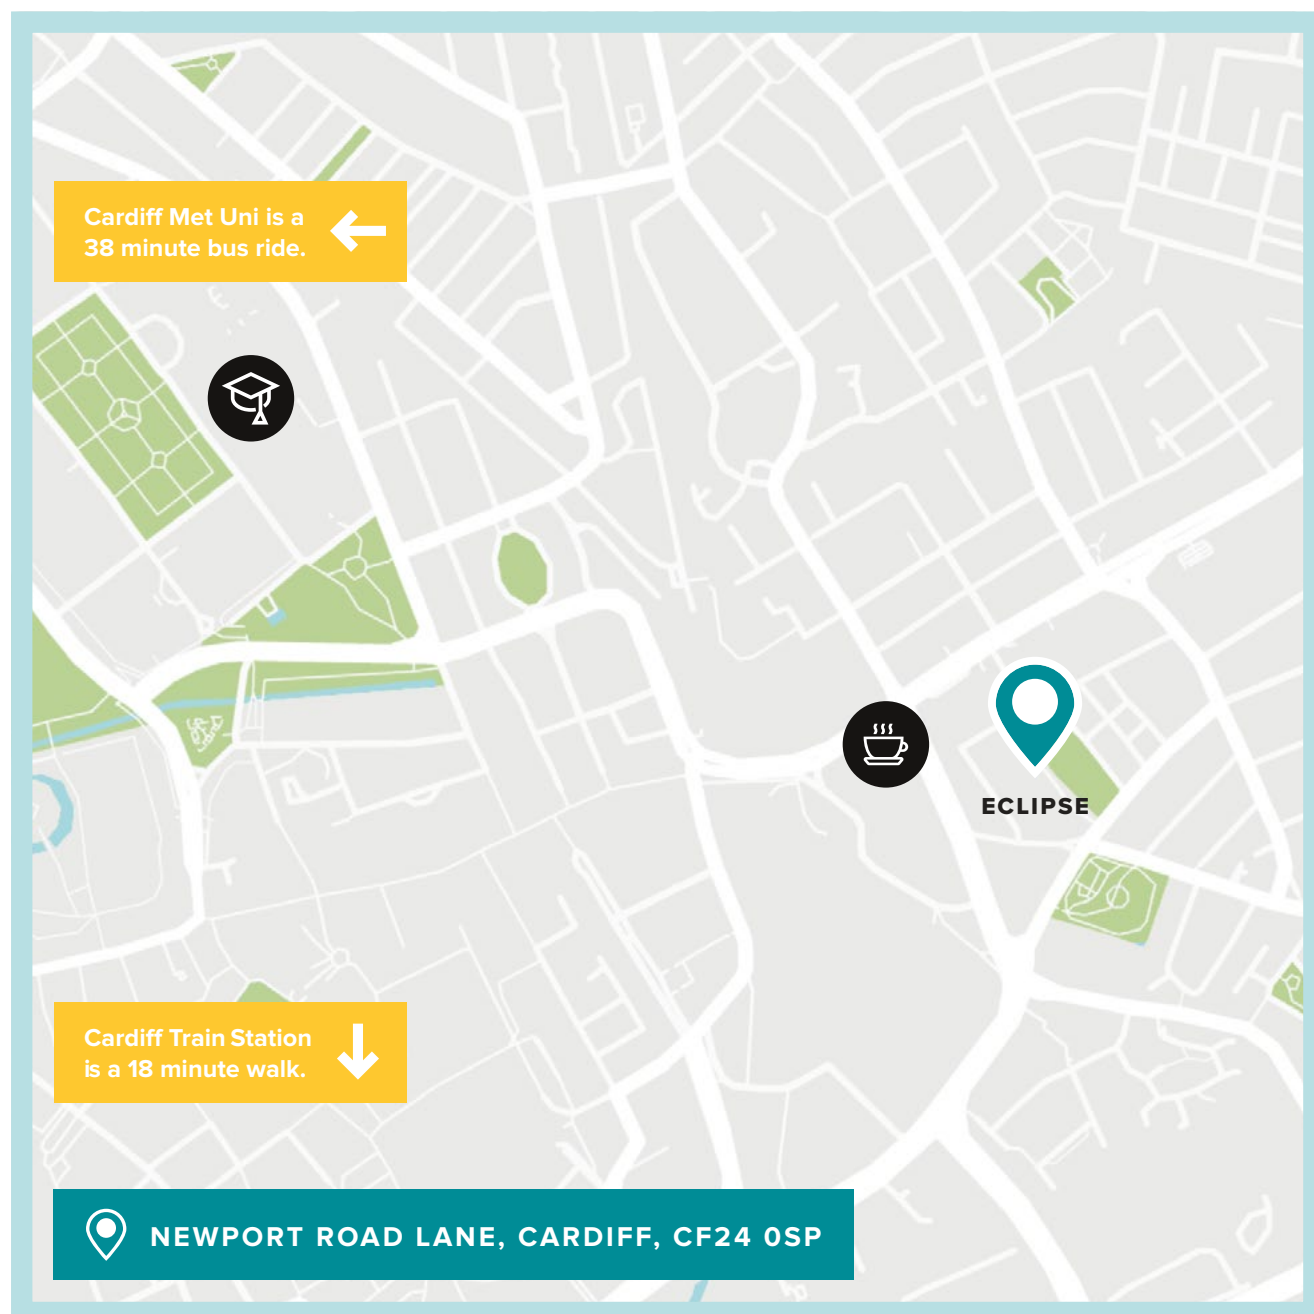 Cardiff Met Uni is a
38 minute bus ride.
ECLIPSE
Cardiff Train Station
is a 18 minute walk.
NEWPORT ROAD LANE, CARDIFF, CF24 0SP